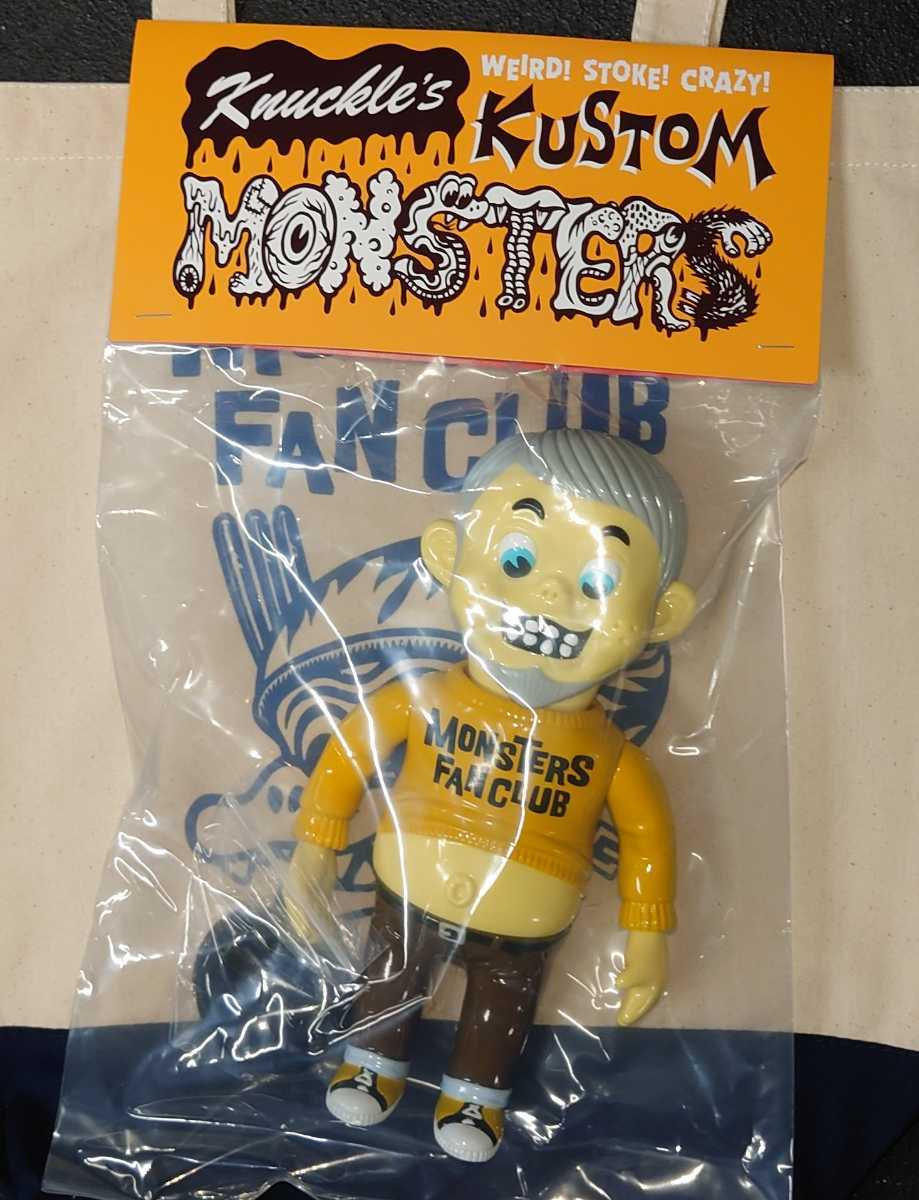 WEIRD! STOKE! CRAZY!
Knuckle's
KUSTOM
MONSTERS
FAN CLUB
MONSTERS
FAN CLUB